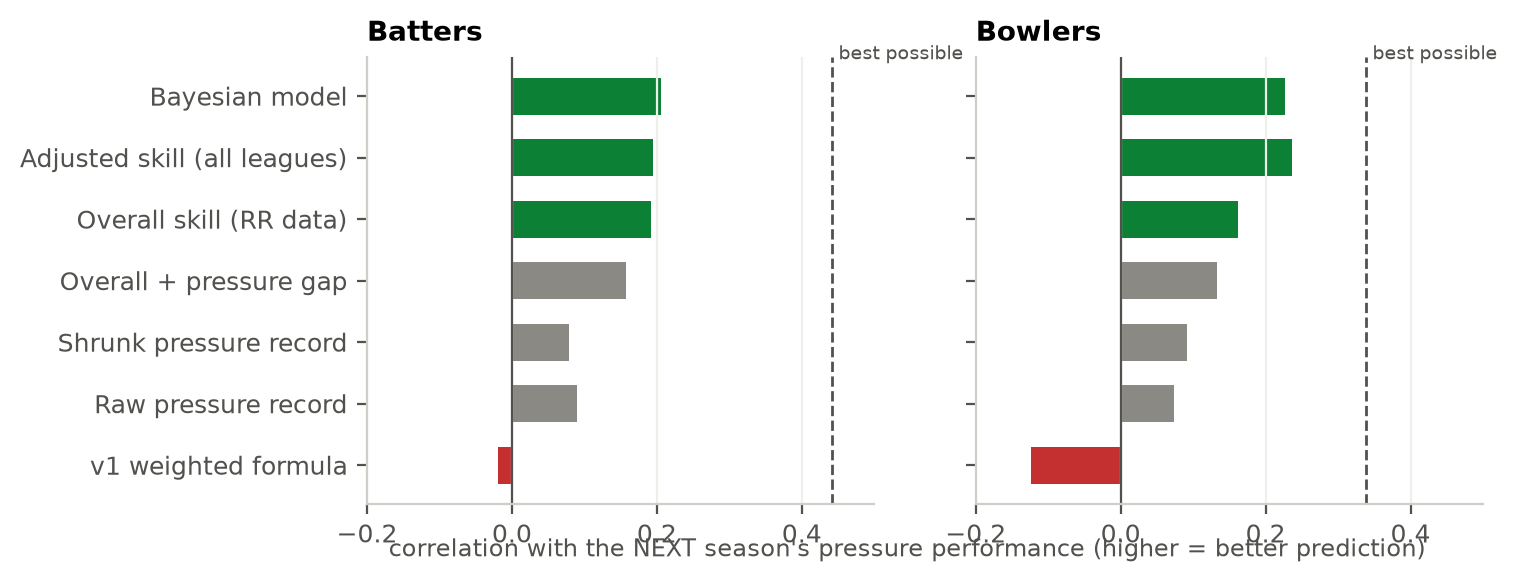 Batters
Bowlers
best possible
best possible
Bayesian model
Adjusted skill (all leagues)
Overall skill (RR data)
Overall + pressure gap
Shrunk pressure record
Raw pressure record
v1 weighted formula
−0.2 0.0 0.2 0.4
−0.2 0.0 0.2 0.4
correlation with the NEXT season's pressure performance (higher = better prediction)